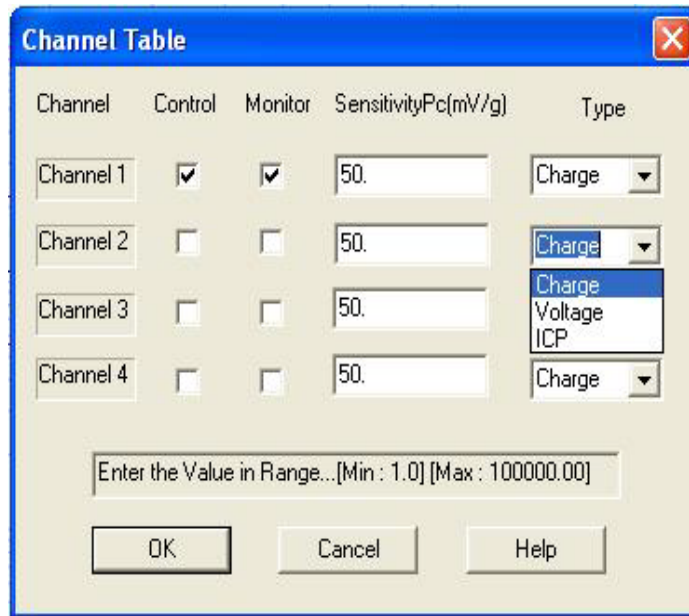 Channel Table
Channel Control Monitor SensitivityPc(mV/g) Type
Channel 1 50. Charge
Channel 2 50. Charge
Charge
Voltage
ICP
Channel 3 50.
Channel 4 50. Charge
Enter the Value in Range...[Min : 1.0] [Max : 100000.00]
OK Cancel Help